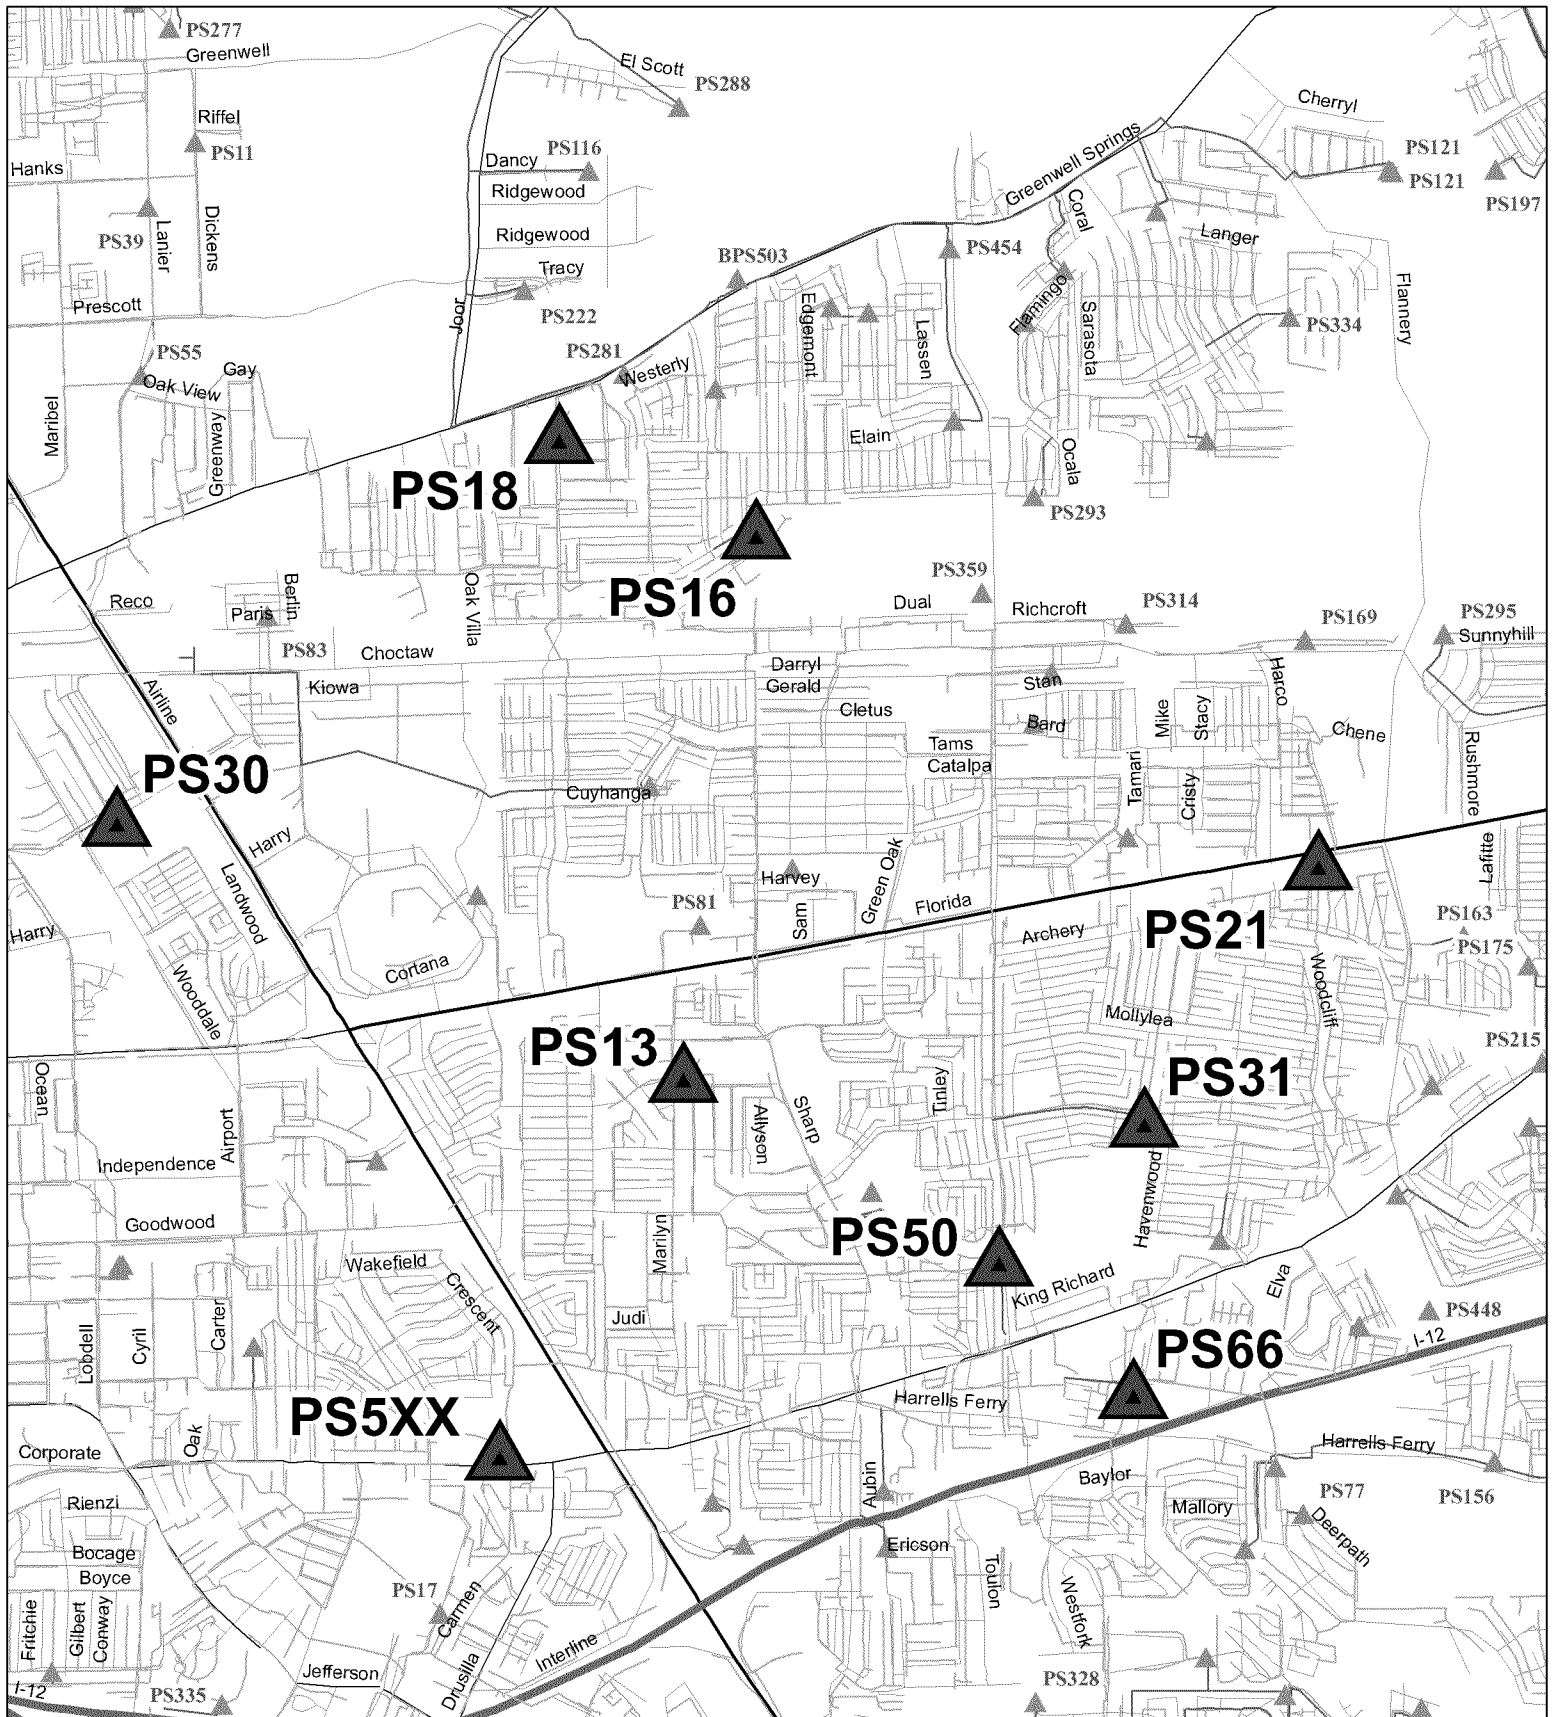 PS277
Greenwell
El Scott
PS288
Cherryl
Riffel
PS11
Hanks
Dancy
PS116
Ridgewood
Greenwell Springs
PS121
PS121
PS197
PS39
Lanier
Dickens
Ridgewood
Coral
Langer
Tracy
BPS503
PS454
Prescott
Joor
PS222
Edgemont
Lassen
Flamingo
Sarasota
PS334
Flannery
PS55
Gay
Oak View
PS281
Westerly
Maribel
Greenway
Elain
Ocala
PS18
PS293
PS16
PS359
Reco
Berlin
Paris
PS83
Oak Villa
Dual
Richcroft
PS314
PS169
PS295
Sunnyhill
Choctaw
Kiowa
Darryl
Gerald
Stan
Harco
Airline
Cletus
Bard
Mike
Stacy
Chene
Tams
Catalpa
Rushmore
PS30
Cuyhanga
Tamari
Cristy
Harry
Landwood
Harvey
Green Oak
Lafitte
PS81
Sam
Florida
PS21
PS163
Harry
Archery
PS175
Cortana
Wooddale
Woodcliff
Mollylea
PS13
PS215
Ocean
Tinley
PS31
Airport
Allyson
Sharp
Independence
Havenwood
Goodwood
PS50
Marilyn
Wakefield
Crescent
King Richard
Elva
Lobdell
Cyril
Carter
Judi
PS448
I-12
PS66
PS5XX
Harrells Ferry
Corporate
Oak
Harrells Ferry
Aubin
Baylor
Rienzi
Mallory
PS77
PS156
Deerpath
Bocage
Boyce
Ericson
Toulon
Westfork
PS17
Carmen
Fritchie
Gilbert
Conway
Interline
Jefferson
Drusilla
I-12
PS335
PS328